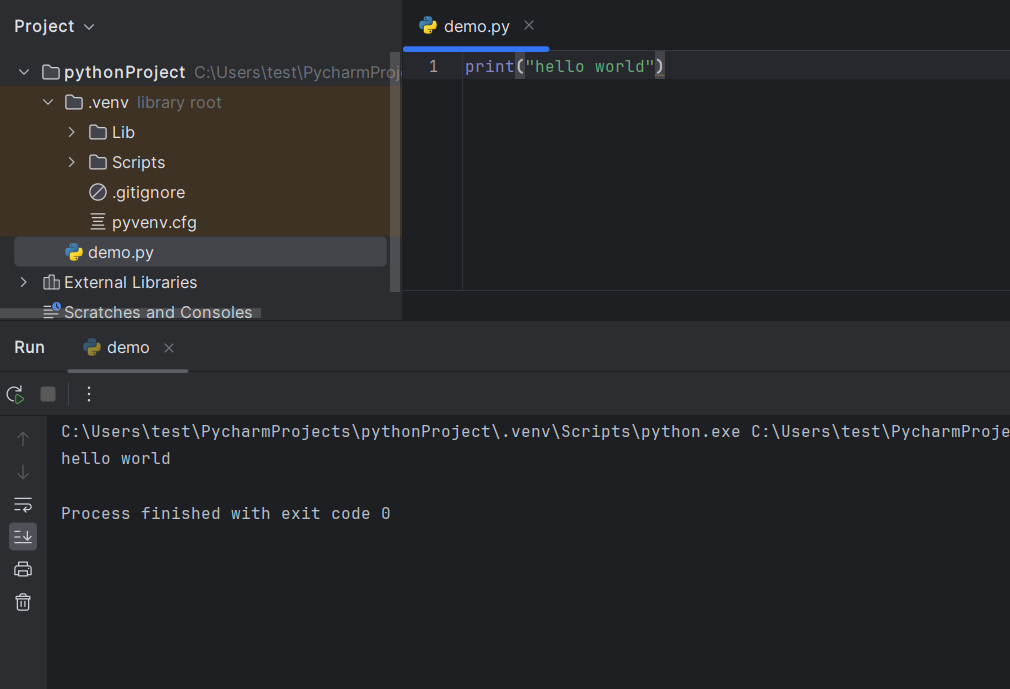 Project
pythonProject C:\Users\test\PycharmProj
.venv library root
Lib
Scripts
.gitignore
pyvenv.cfg
demo.py
External Libraries
Scratches and Consoles
demo.py
1 print("hello world")
Run demo
C:\Users\test\PycharmProjects\pythonProject\.venv\Scripts\python.exe C:\Users\test\PycharmProje
hello world
Process finished with exit code 0